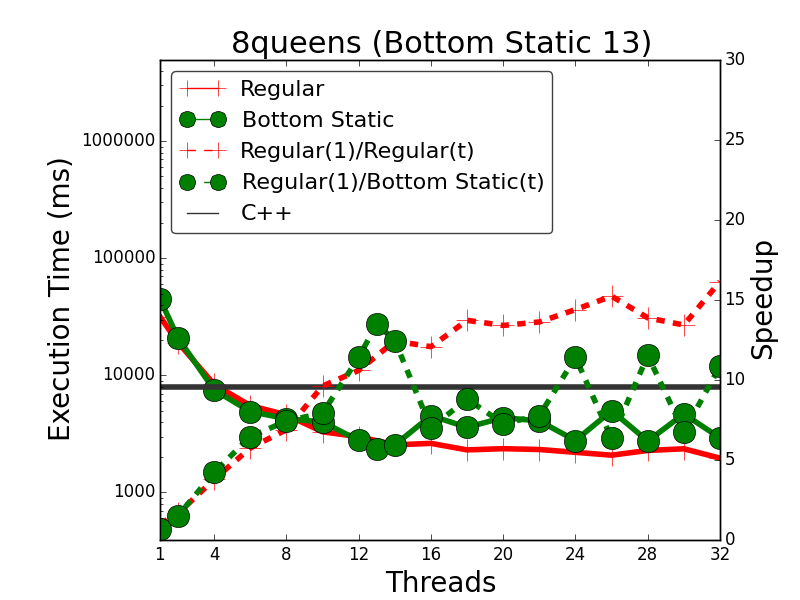 8queens (Bottom Static 13)
Regular
Bottom Static
Regular(1)/Regular(t)
Regular(1)/Bottom Static(t)
C++
Execution Time (ms)
1000000
100000
10000
1000
Speedup
30
25
20
15
10
5
0
1 4 8 12 16 20 24 28 32
Threads